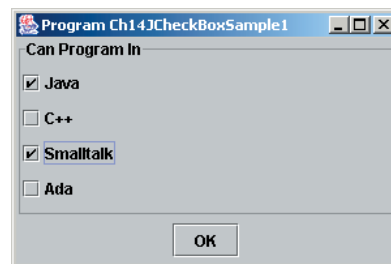 Program Ch14JCheckBoxSample1
Can Program In
Java
C++
Smalltalk
Ada
OK